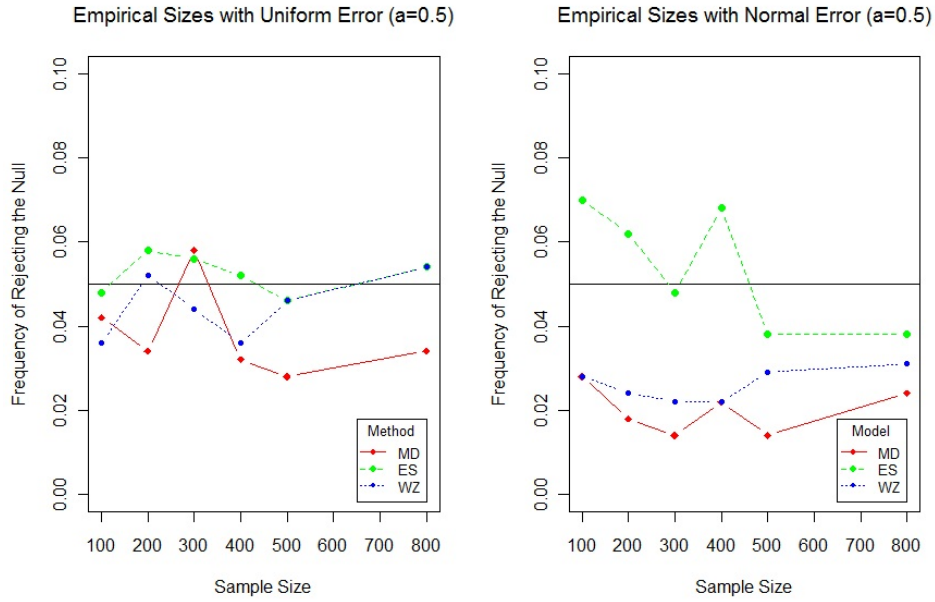 Empirical Sizes with Uniform Error (a=0.5)
Frequency of Rejecting the Null
0.10
0.08
0.06
0.04
0.02
0.00
Method
MD
ES
WZ
100 200 300 400 500 600 700 800
Sample Size
Empirical Sizes with Normal Error (a=0.5)
Frequency of Rejecting the Null
0.10
0.08
0.06
0.04
0.02
0.00
Model
MD
ES
WZ
100 200 300 400 500 600 700 800
Sample Size